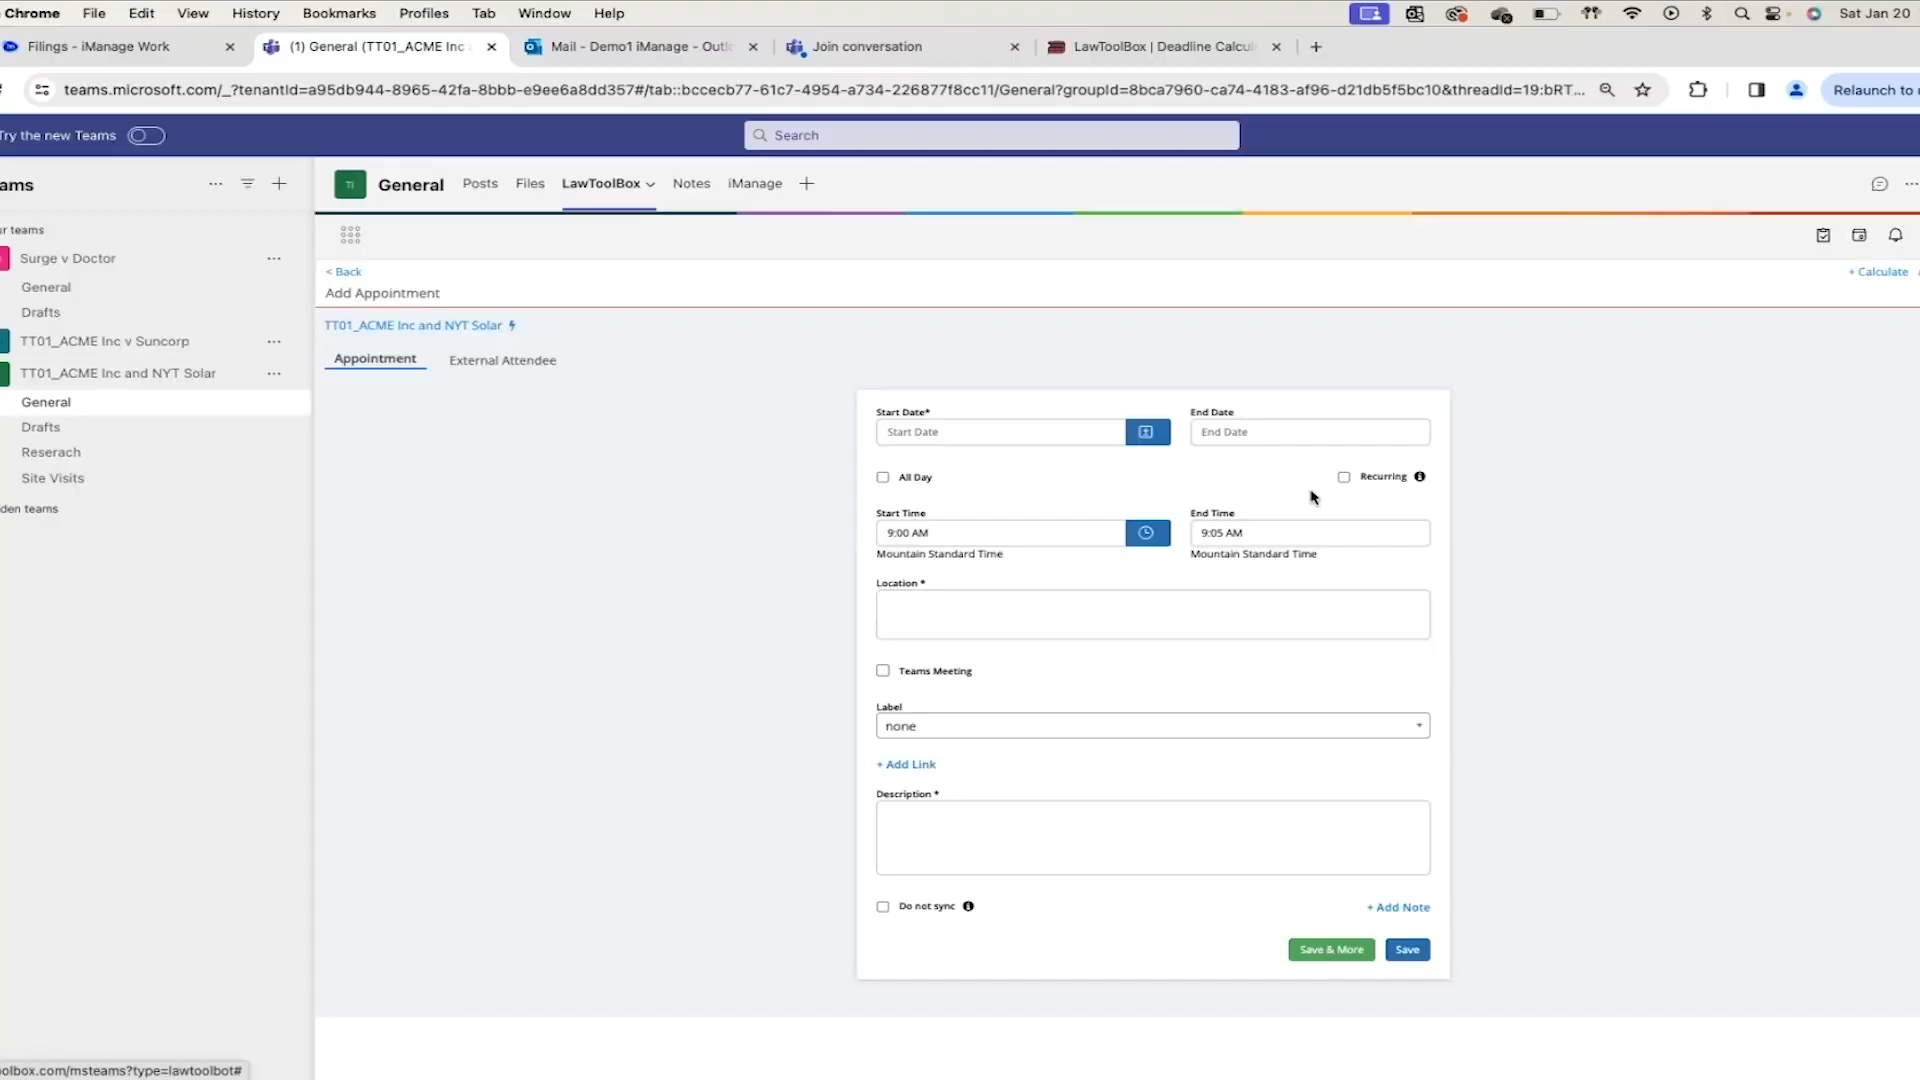 Chrome File Edit View History Bookmarks Profiles Tab Window Help Sat Jan 20
Filings - iManage Work (1) General (TT01_ACME Inc Mail - Demo1 iManage - Outl Join conversation LawToolBox | Deadline Calcul
teams.microsoft.com/_?tenantId=a95db944-8965-42fa-8bbb-e9ee6a8dd357#/tab::bccecb77-61c7-4954-a734-226877f8cc11/General?groupId=8bca7960-ca74-4183-af96-d21db5f5bc10&threadId=19:bRT... Relaunch to u
Try the new Teams Search
ams General Posts Files LawToolBox Notes iManage
ur teams
Surge v Doctor
General
Drafts
TT01_ACME Inc v Suncorp
TT01_ACME Inc and NYT Solar
General
Drafts
Reserach
Site Visits
den teams
< Back + Calculate
Add Appointment
TT01_ACME Inc and NYT Solar
Appointment External Attendee
Start Date* End Date
Start Date End Date
All Day Recurring
Start Time End Time
9:00 AM 9:05 AM
Mountain Standard Time Mountain Standard Time
Location *
Teams Meeting
Label
none
+ Add Link
Description *
Do not sync + Add Note
Save & More Save
oolbox.com/msteams?type=lawtoolbot#